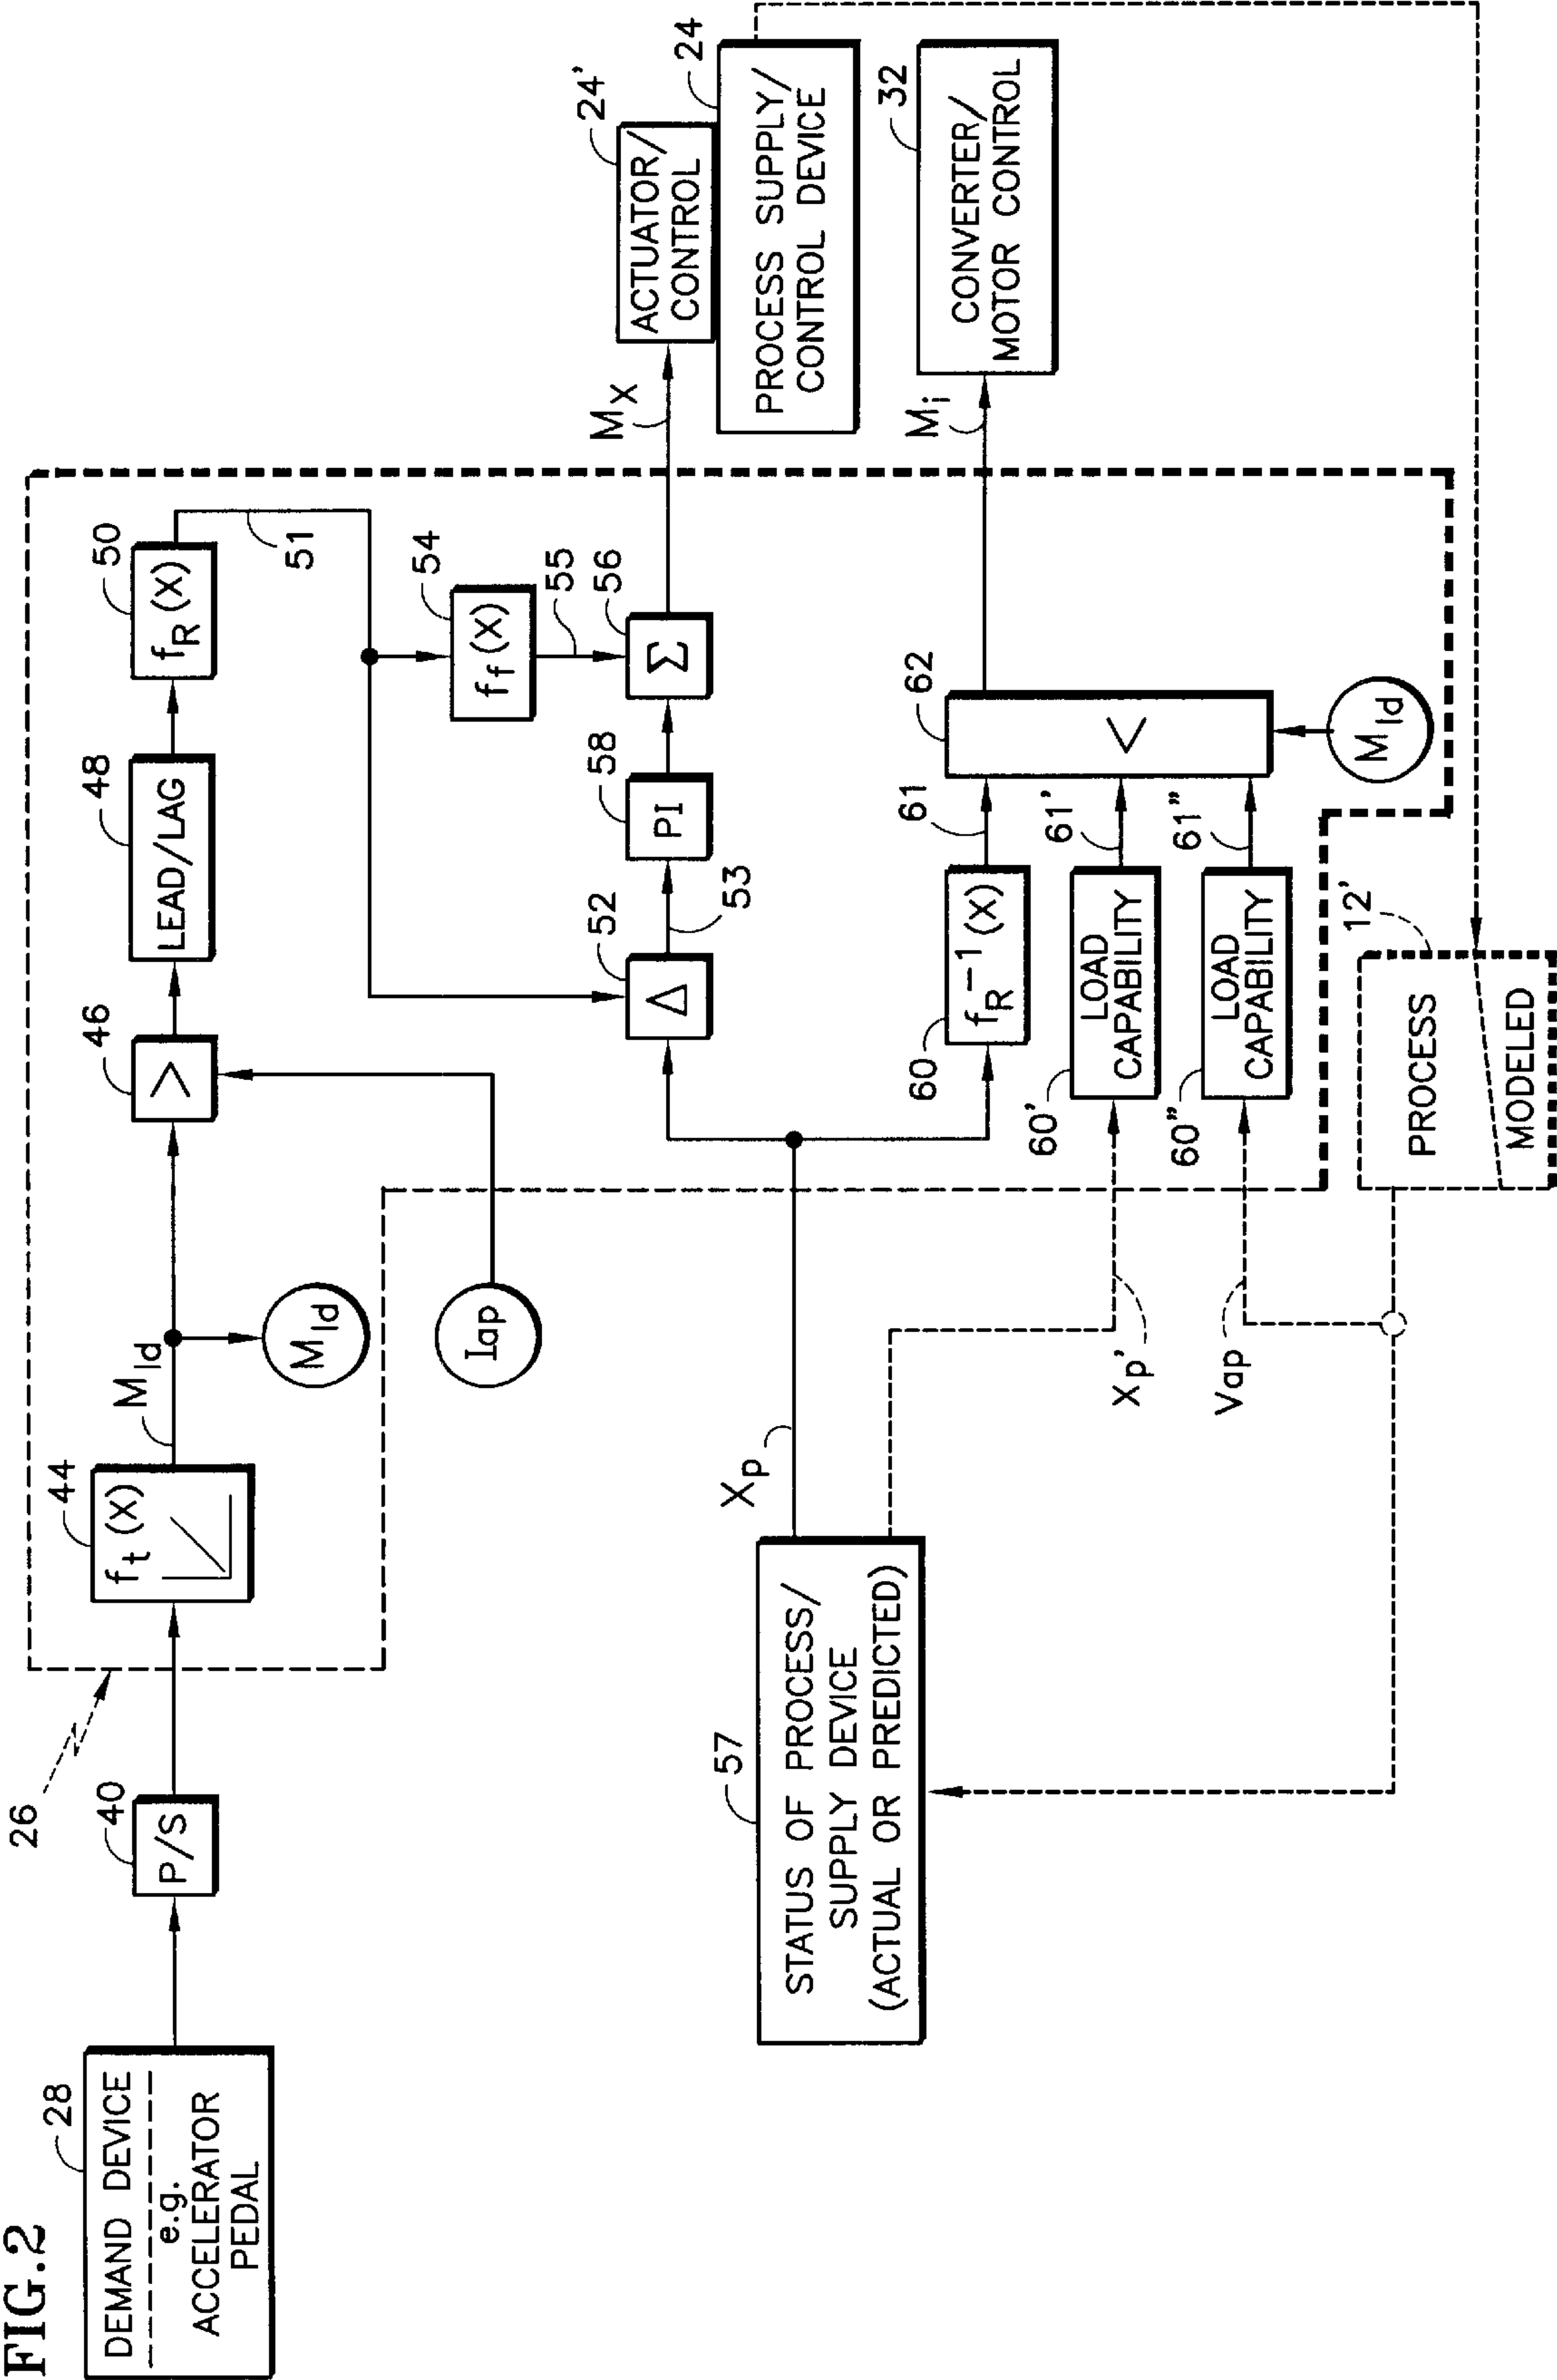 FIG.2
28
DEMAND DEVICE
e.g.
ACCELERATOR
PEDAL
40
P/S
26
44
f_t (X)
M_ld
M_ld
46
>
Iap
48
LEAD/LAG
50
f_R (X)
51
54
f_f (X)
55
52
Δ
53
58
PI
56
Σ
M_X
24'
ACTUATOR/
CONTROL
24
PROCESS SUPPLY/
CONTROL DEVICE
57
STATUS OF PROCESS/
SUPPLY DEVICE
(ACTUAL OR PREDICTED)
X_p
X_p'
Vap
60
f_R^-1 (X)
61
60'
LOAD
CAPABILITY
61'
60"
LOAD
CAPABILITY
61"
62
<
M_ld
M_i
32
CONVERTER/
MOTOR CONTROL
12'
PROCESS
MODELED